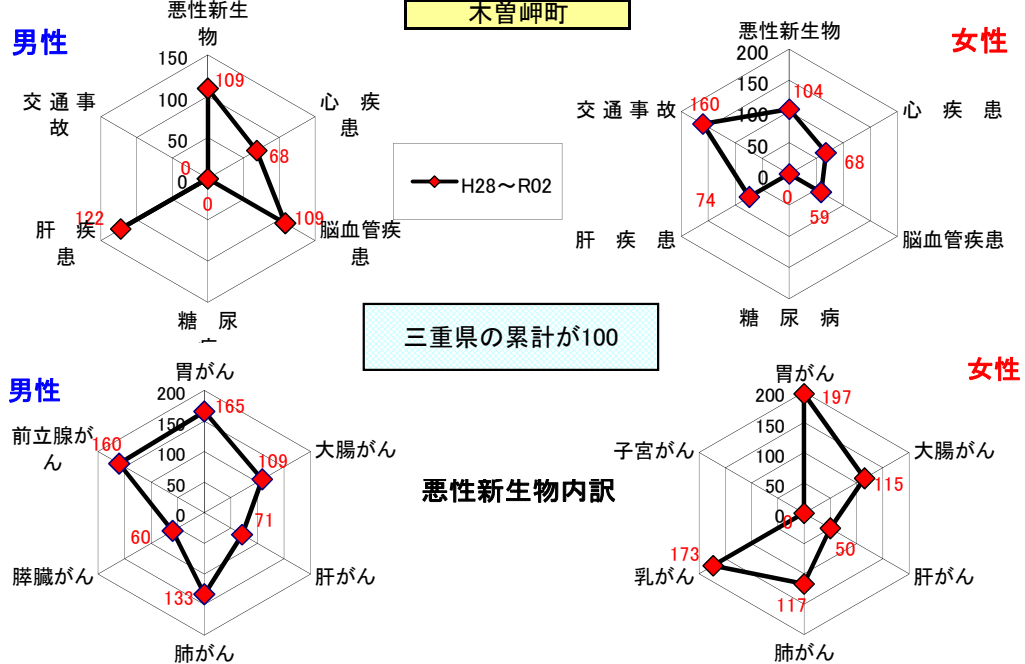 木曽岬町
男性
悪性新生
物
150
100
50
0
109
心 疾
患
68
109
脳血管疾
患
0
糖 尿
122
肝 疾
患
0
交通事
故
H28～R02
女性
悪性新生物
200
150
100
50
0
104
心 疾 患
68
59
脳血管疾患
0
糖 尿 病
74
肝 疾 患
160
交通事故
三重県の累計が100
男性
胃がん
200
150
100
50
0
165
大腸がん
109
71
肝がん
133
肺がん
60
膵臓がん
160
前立腺が
ん
悪性新生物内訳
女性
胃がん
200
150
100
50
0
197
大腸がん
115
50
肝がん
117
肺がん
173
乳がん
0
子宮がん